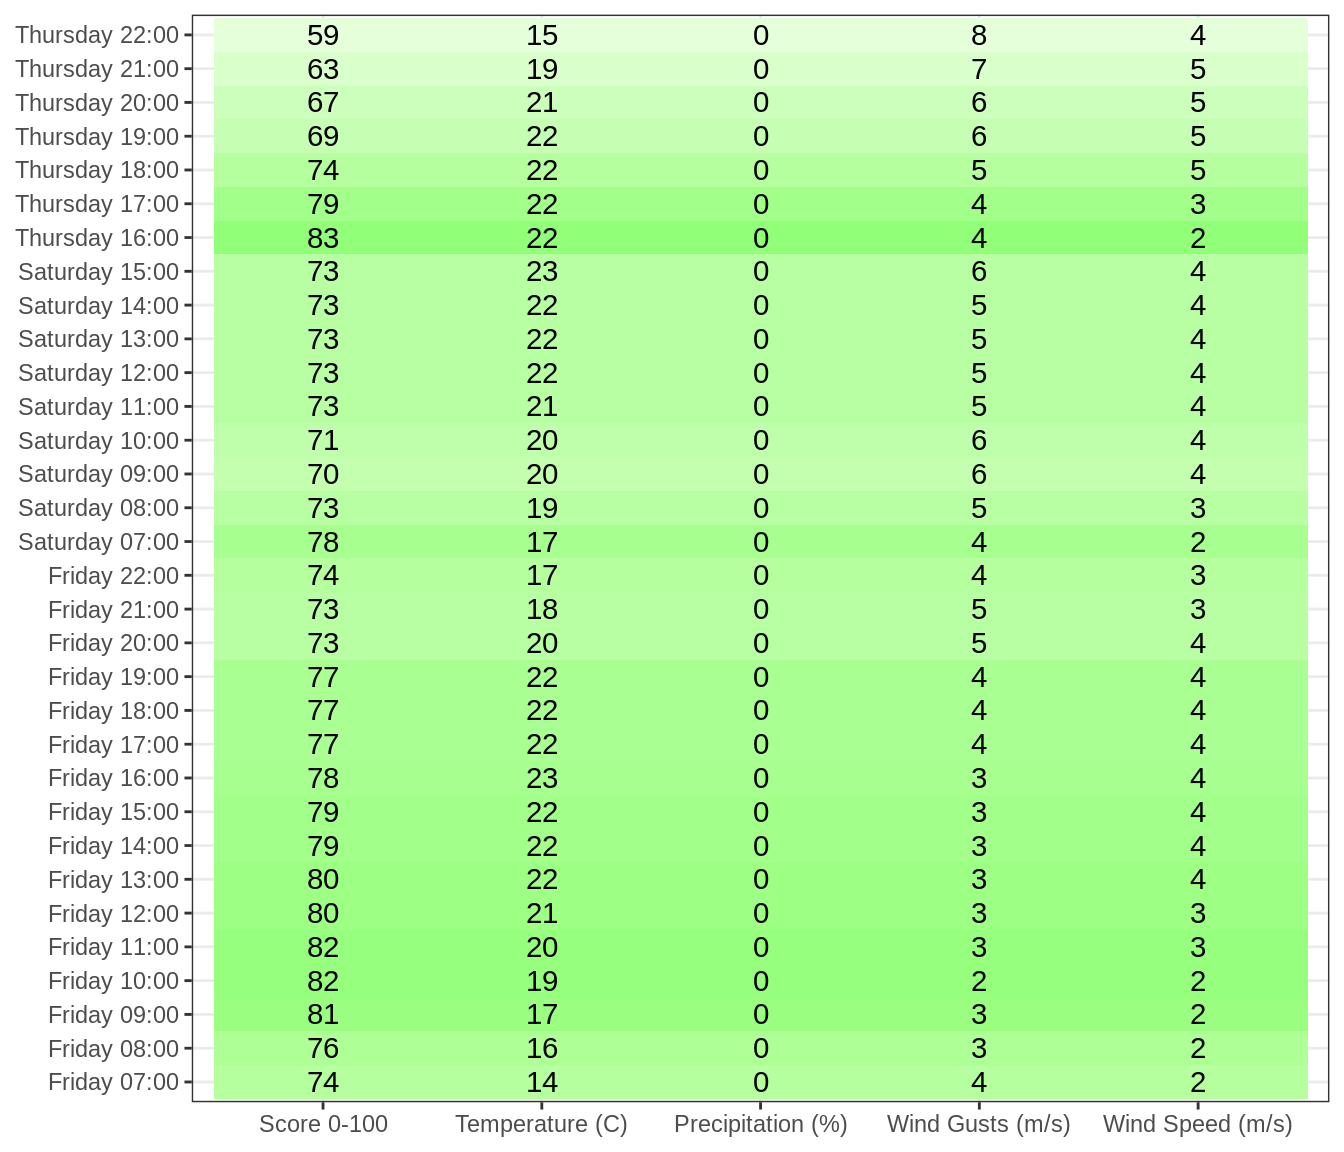 Thursday 22:00 59 15 0 8 4
Thursday 21:00 63 19 0 7 5
Thursday 20:00 67 21 0 6 5
Thursday 19:00 69 22 0 6 5
Thursday 18:00 74 22 0 5 5
Thursday 17:00 79 22 0 4 3
Thursday 16:00 83 22 0 4 2
Saturday 15:00 73 23 0 6 4
Saturday 14:00 73 22 0 5 4
Saturday 13:00 73 22 0 5 4
Saturday 12:00 73 22 0 5 4
Saturday 11:00 73 21 0 5 4
Saturday 10:00 71 20 0 6 4
Saturday 09:00 70 20 0 6 4
Saturday 08:00 73 19 0 5 3
Saturday 07:00 78 17 0 4 2
Friday 22:00 74 17 0 4 3
Friday 21:00 73 18 0 5 3
Friday 20:00 73 20 0 5 4
Friday 19:00 77 22 0 4 4
Friday 18:00 77 22 0 4 4
Friday 17:00 77 22 0 4 4
Friday 16:00 78 23 0 3 4
Friday 15:00 79 22 0 3 4
Friday 14:00 79 22 0 3 4
Friday 13:00 80 22 0 3 4
Friday 12:00 80 21 0 3 3
Friday 11:00 82 20 0 3 3
Friday 10:00 82 19 0 2 2
Friday 09:00 81 17 0 3 2
Friday 08:00 76 16 0 3 2
Friday 07:00 74 14 0 4 2
Score 0-100 Temperature (C) Precipitation (%) Wind Gusts (m/s) Wind Speed (m/s)